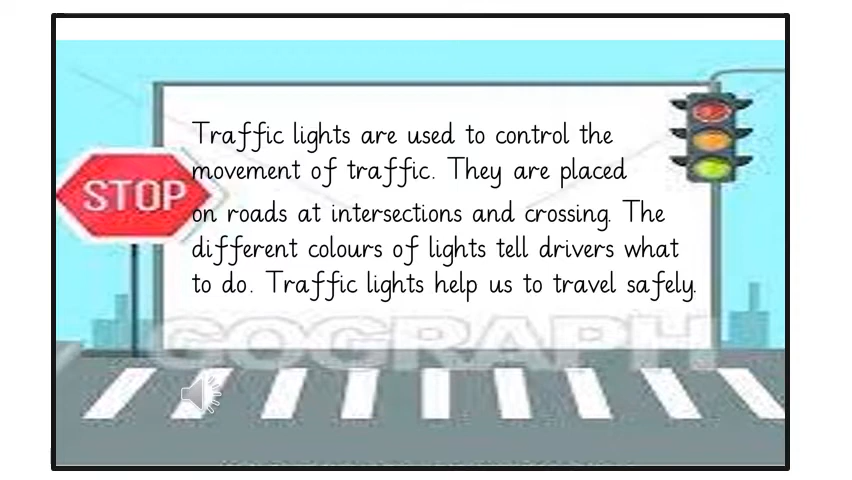 Traffic lights are used to control the
movement of traffic. They are placed
STOP
on roads at intersections and crossing. The
different colours of lights tell drivers what
to do. Traffic lights help us to travel safely.
GOGRAPH